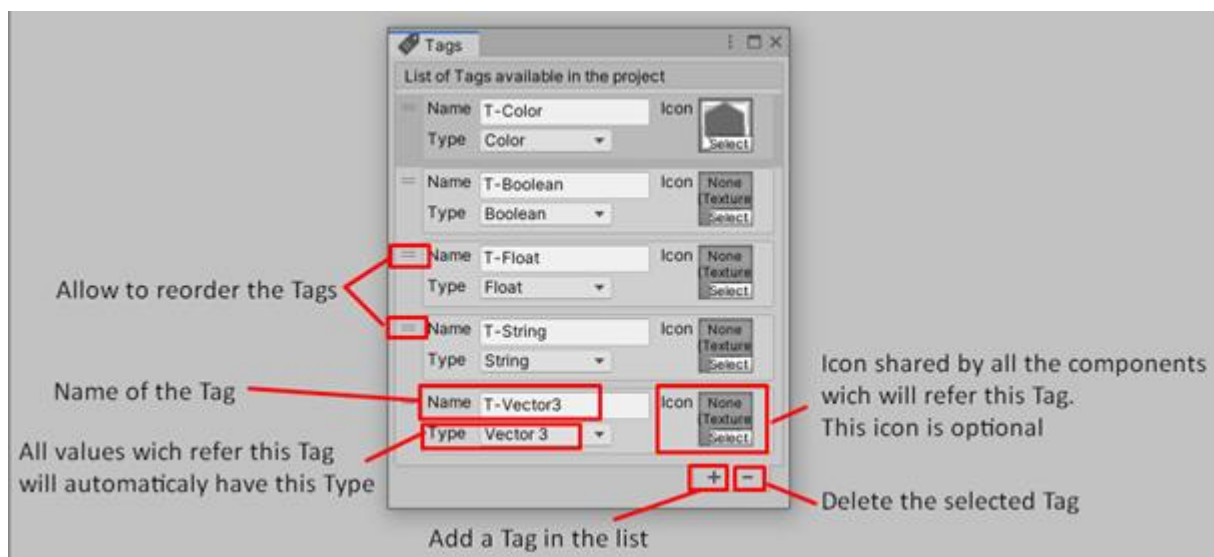 Tags
List of Tags available in the project
Name T-Color Icon
Type Color Select
Name T-Boolean Icon None
(Texture
Type Boolean Select
Name T-Float Icon None
(Texture
Type Float Select
Name T-String Icon None
(Texture
Type String Select
Name T-Vector3 Icon None
(Texture
Type Vector 3 Select
+ -
Allow to reorder the Tags
Name of the Tag
All values wich refer this Tag
will automaticaly have this Type
Icon shared by all the components
wich will refer this Tag.
This icon is optional
Delete the selected Tag
Add a Tag in the list